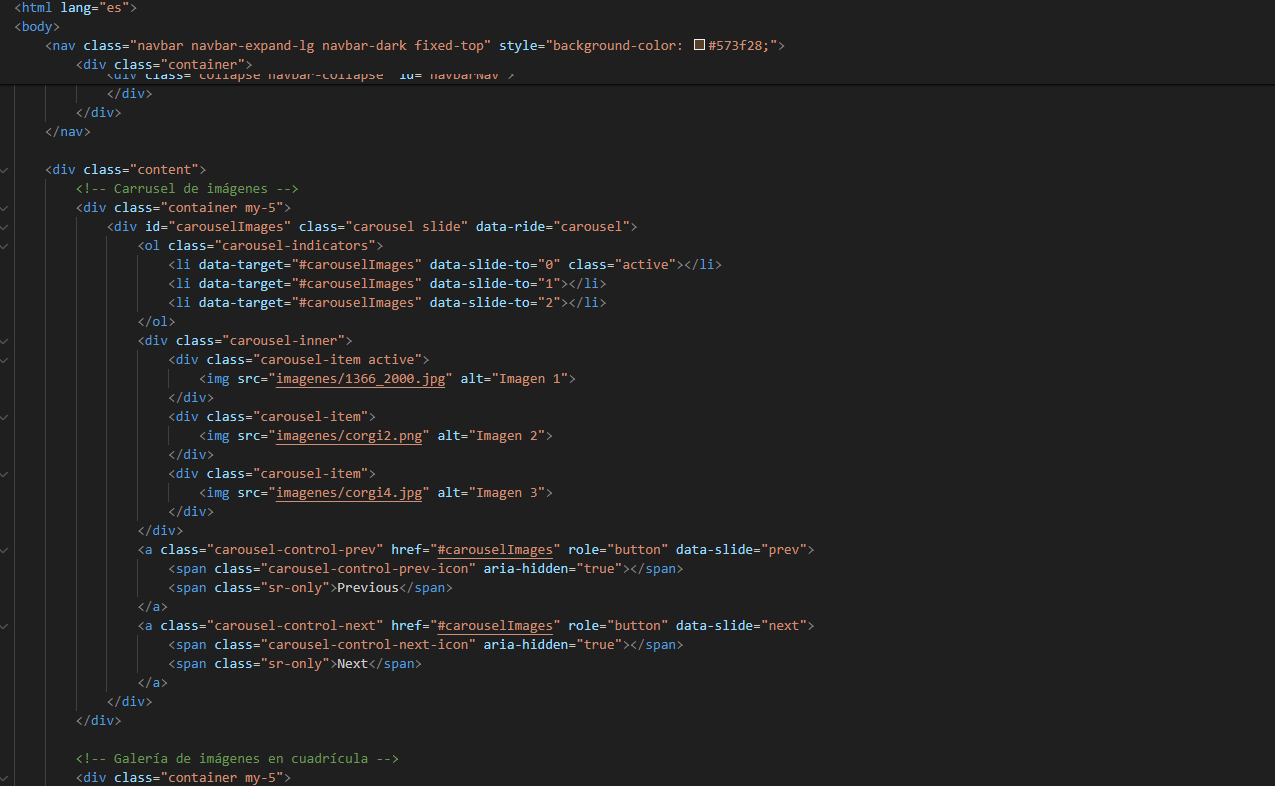 <html lang="es">
<body>
<nav class="navbar navbar-expand-lg navbar-dark fixed-top" style="background-color: #573f28;">
<div class="container">
<div class="collapse navbar-collapse" id="navbarNav">
</div>
</div>
</nav>
<div class="content">
<!-- Carrusel de imágenes -->
<div class="container my-5">
<div id="carouselImages" class="carousel slide" data-ride="carousel">
<ol class="carousel-indicators">
<li data-target="#carouselImages" data-slide-to="0" class="active"></li>
<li data-target="#carouselImages" data-slide-to="1"></li>
<li data-target="#carouselImages" data-slide-to="2"></li>
</ol>
<div class="carousel-inner">
<div class="carousel-item active">
<img src="imagenes/1366_2000.jpg" alt="Imagen 1">
</div>
<div class="carousel-item">
<img src="imagenes/corgi2.png" alt="Imagen 2">
</div>
<div class="carousel-item">
<img src="imagenes/corgi4.jpg" alt="Imagen 3">
</div>
</div>
<a class="carousel-control-prev" href="#carouselImages" role="button" data-slide="prev">
<span class="carousel-control-prev-icon" aria-hidden="true"></span>
<span class="sr-only">Previous</span>
</a>
<a class="carousel-control-next" href="#carouselImages" role="button" data-slide="next">
<span class="carousel-control-next-icon" aria-hidden="true"></span>
<span class="sr-only">Next</span>
</a>
</div>
</div>
<!-- Galería de imágenes en cuadrícula -->
<div class="container my-5">